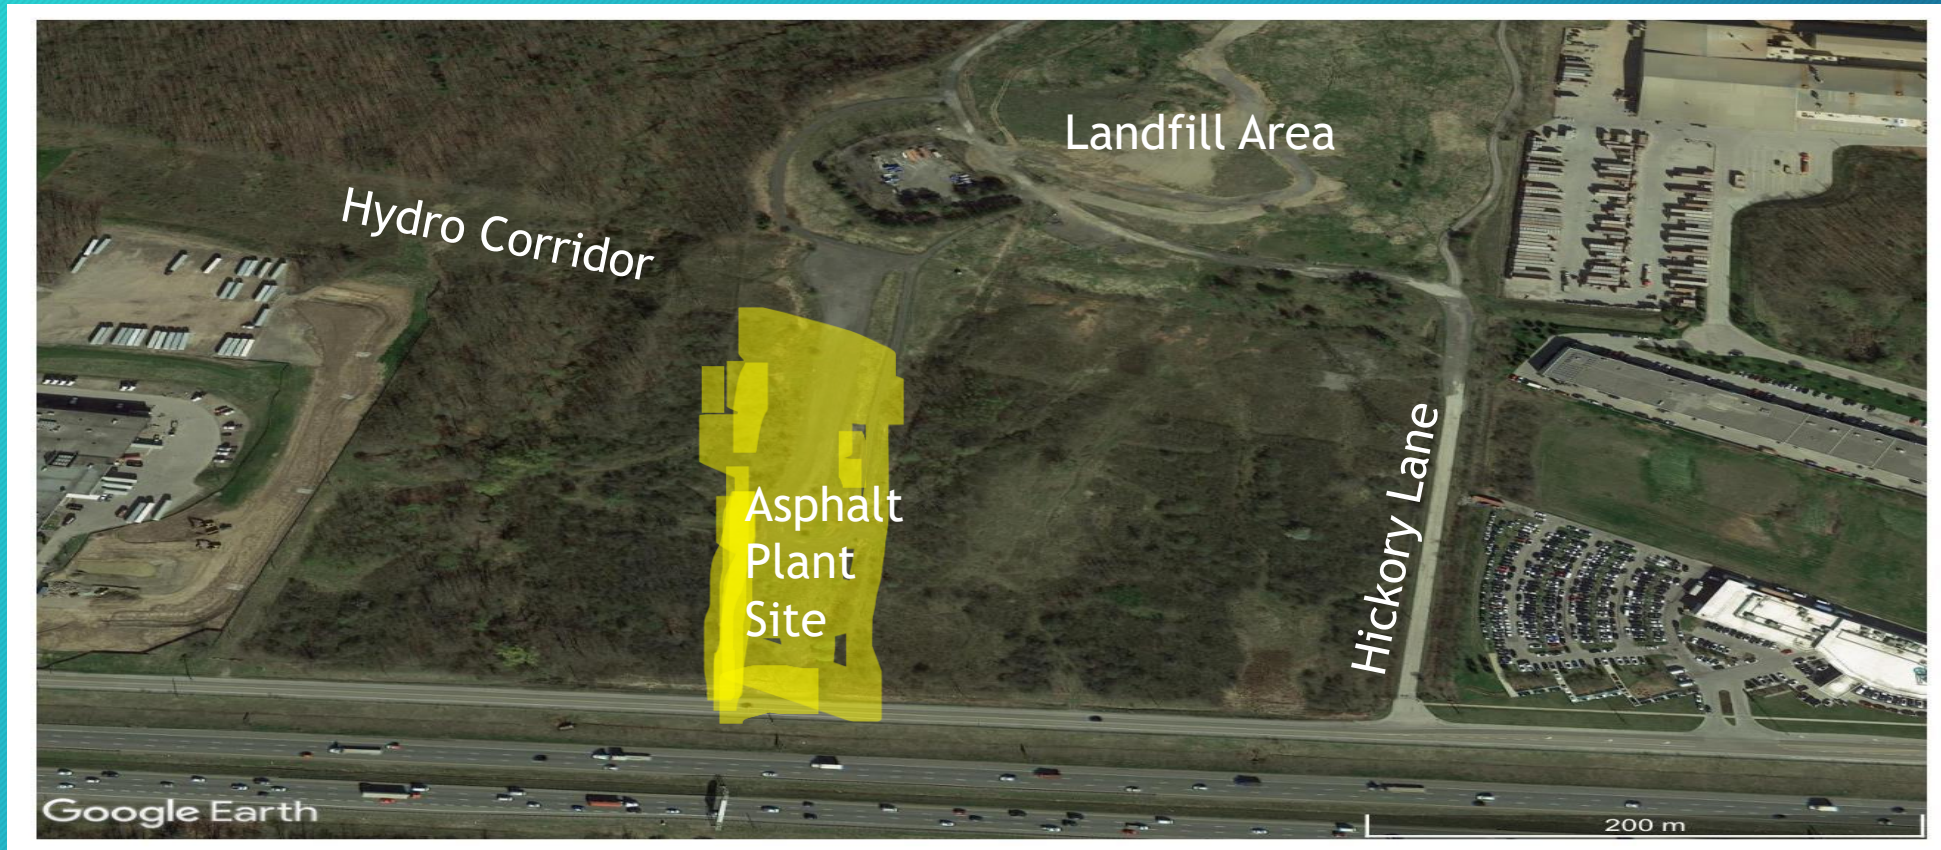 Landfill Area
Hydro Corridor
Asphalt
Plant
Site
Hickory Lane
Google Earth
200 m